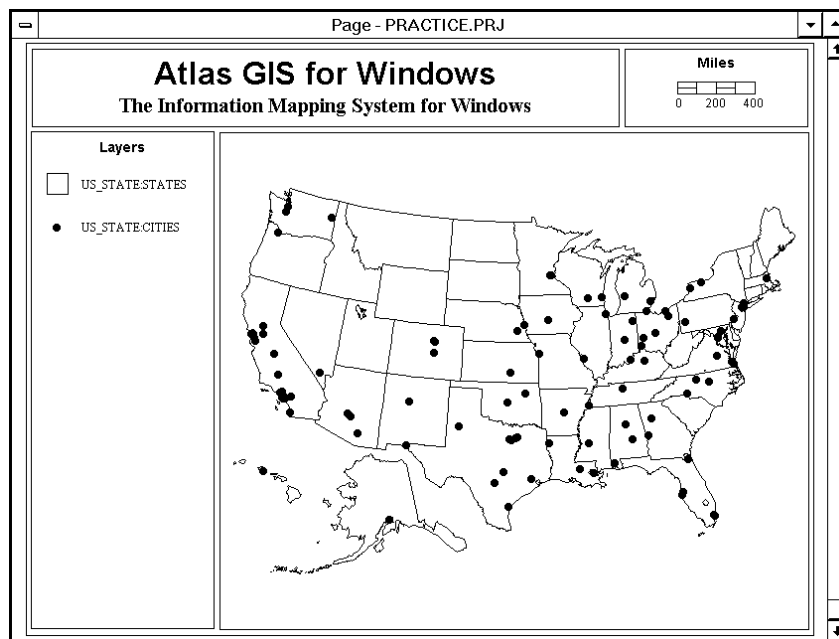 Page - PRACTICE.PRJ
Atlas GIS for Windows
The Information Mapping System for Windows
Miles
0 200 400
Layers
US_STATE:STATES
US_STATE:CITIES